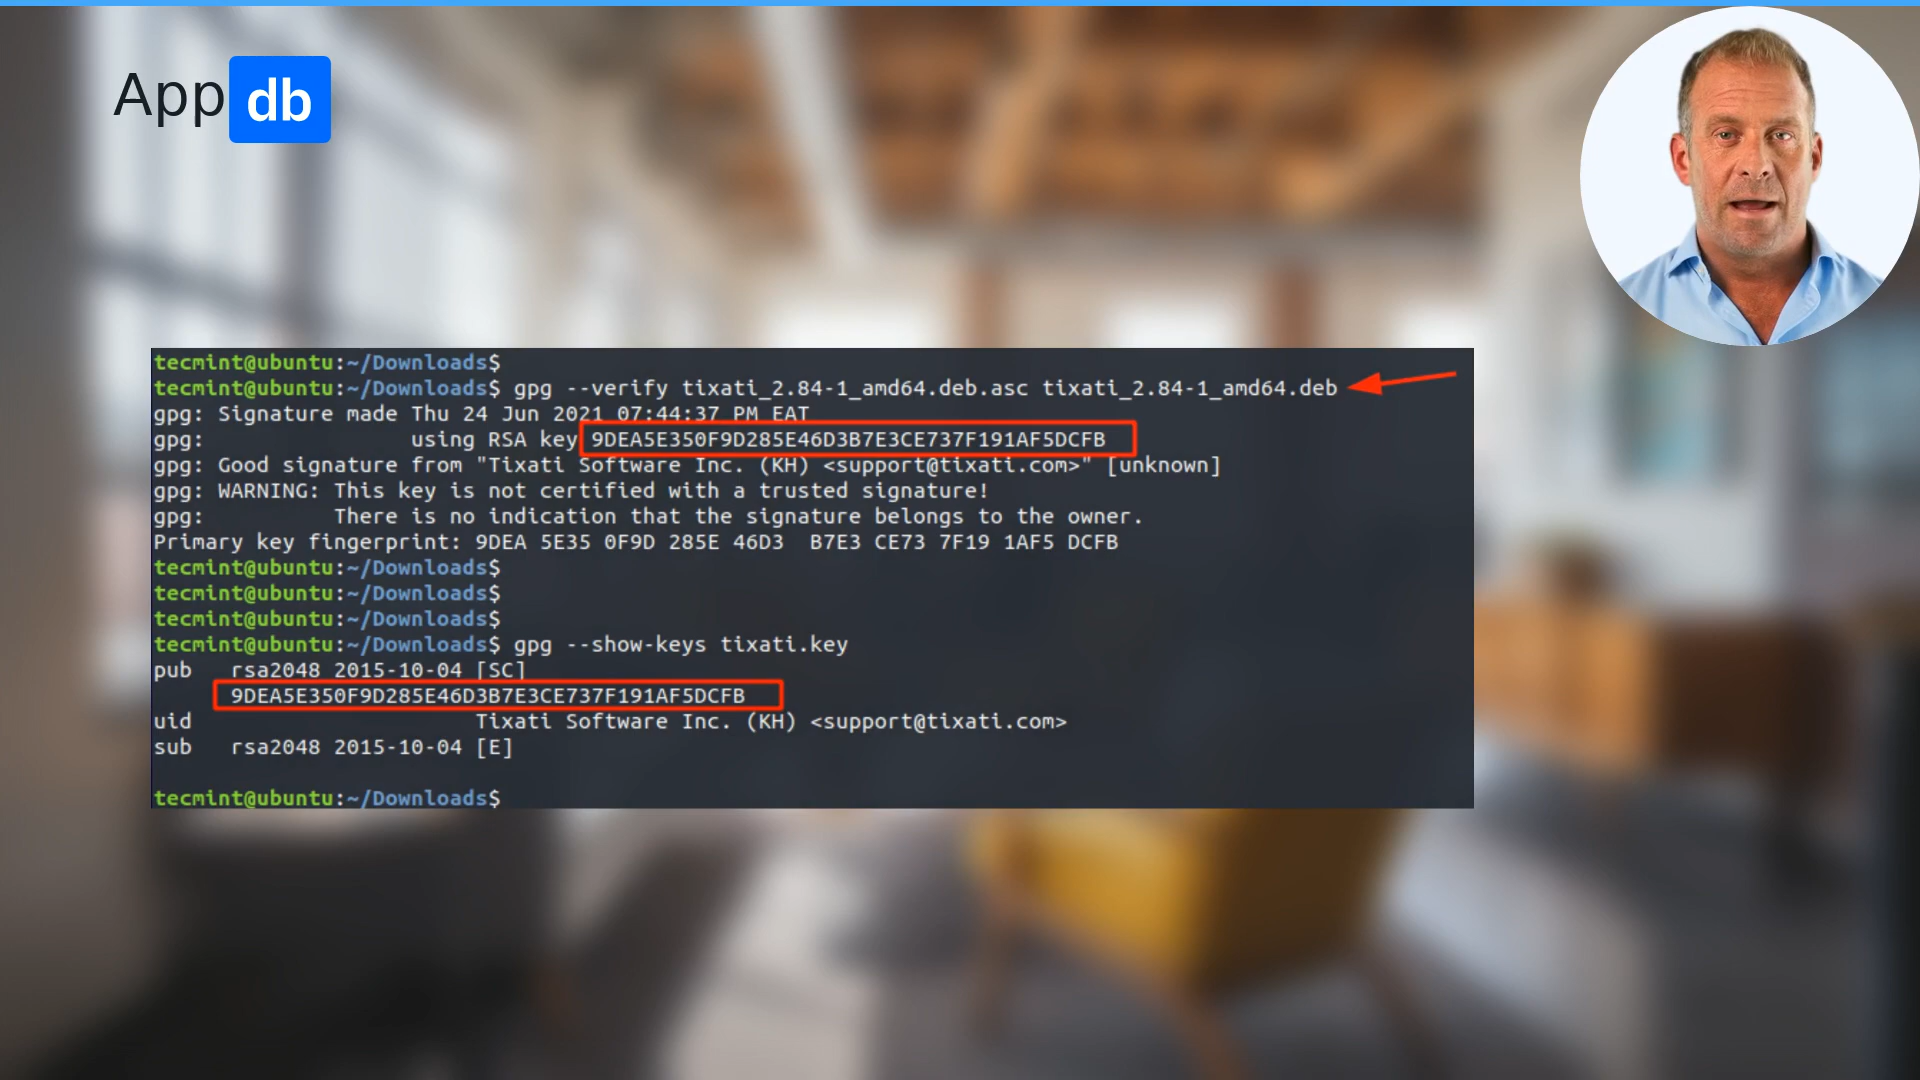 App db
tecmint@ubuntu:~/Downloads$
tecmint@ubuntu:~/Downloads$ gpg --verify tixati_2.84-1_amd64.deb.asc tixati_2.84-1_amd64.deb
gpg: Signature made Thu 24 Jun 2021 07:44:37 PM EAT
gpg:                using RSA key 9DEA5E350F9D285E46D3B7E3CE737F191AF5DCFB
gpg: Good signature from "Tixati Software Inc. (KH) <support@tixati.com>" [unknown]
gpg: WARNING: This key is not certified with a trusted signature!
gpg:          There is no indication that the signature belongs to the owner.
Primary key fingerprint: 9DEA 5E35 0F9D 285E 46D3  B7E3 CE73 7F19 1AF5 DCFB
tecmint@ubuntu:~/Downloads$
tecmint@ubuntu:~/Downloads$
tecmint@ubuntu:~/Downloads$
tecmint@ubuntu:~/Downloads$ gpg --show-keys tixati.key
pub   rsa2048 2015-10-04 [SC]
      9DEA5E350F9D285E46D3B7E3CE737F191AF5DCFB
uid                      Tixati Software Inc. (KH) <support@tixati.com>
sub   rsa2048 2015-10-04 [E]
tecmint@ubuntu:~/Downloads$